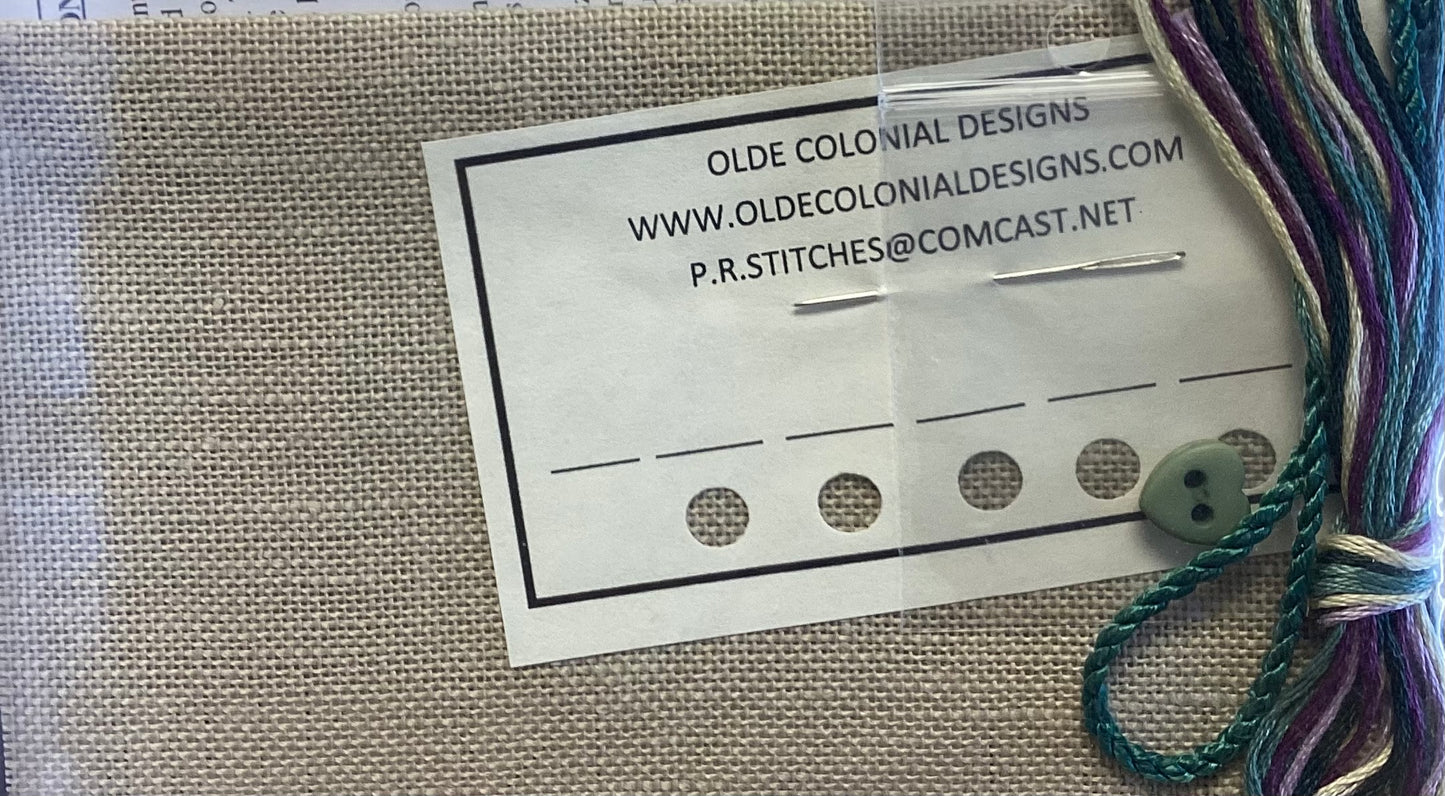 OLDE COLONIAL DESIGNS
WWW.OLDECOLONIALDESIGNS.COM
P.R.STITCHES@COMCAST.NET